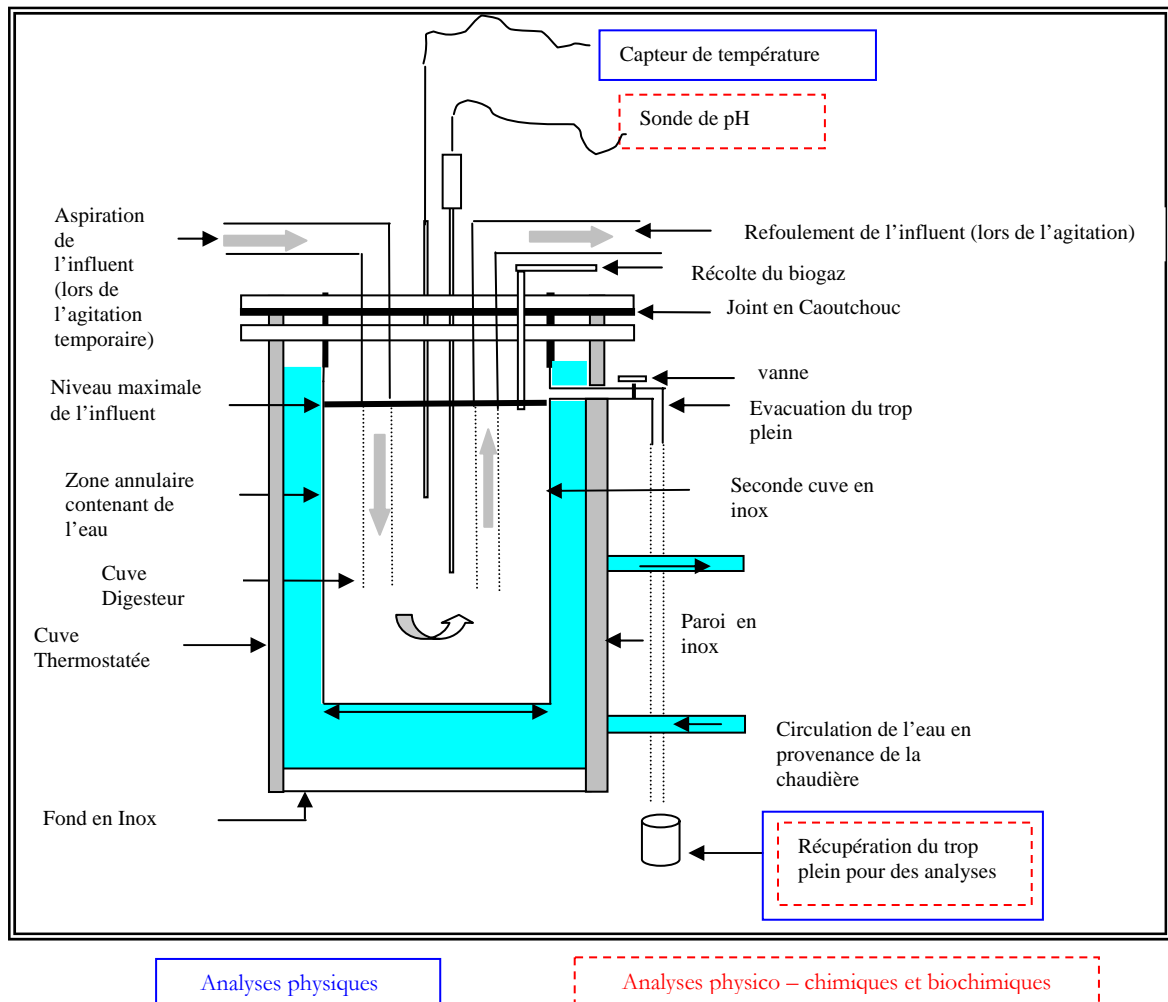 Capteur de température
Sonde de pH
Aspiration
de
l’influent
(lors de
l’agitation
temporaire)
Refoulement de l’influent (lors de l’agitation)
Récolte du biogaz
Joint en Caoutchouc
Niveau maximale
de l’influent
vanne
Evacuation du trop
plein
Zone annulaire
contenant de
l’eau
Seconde cuve en
inox
Cuve
Digesteur
Cuve
Thermostatée
Paroi en
inox
Circulation de l’eau en
provenance de la
chaudière
Fond en Inox
Récupération du trop
plein pour des analyses
Analyses physiques
Analyses physico – chimiques et biochimiques